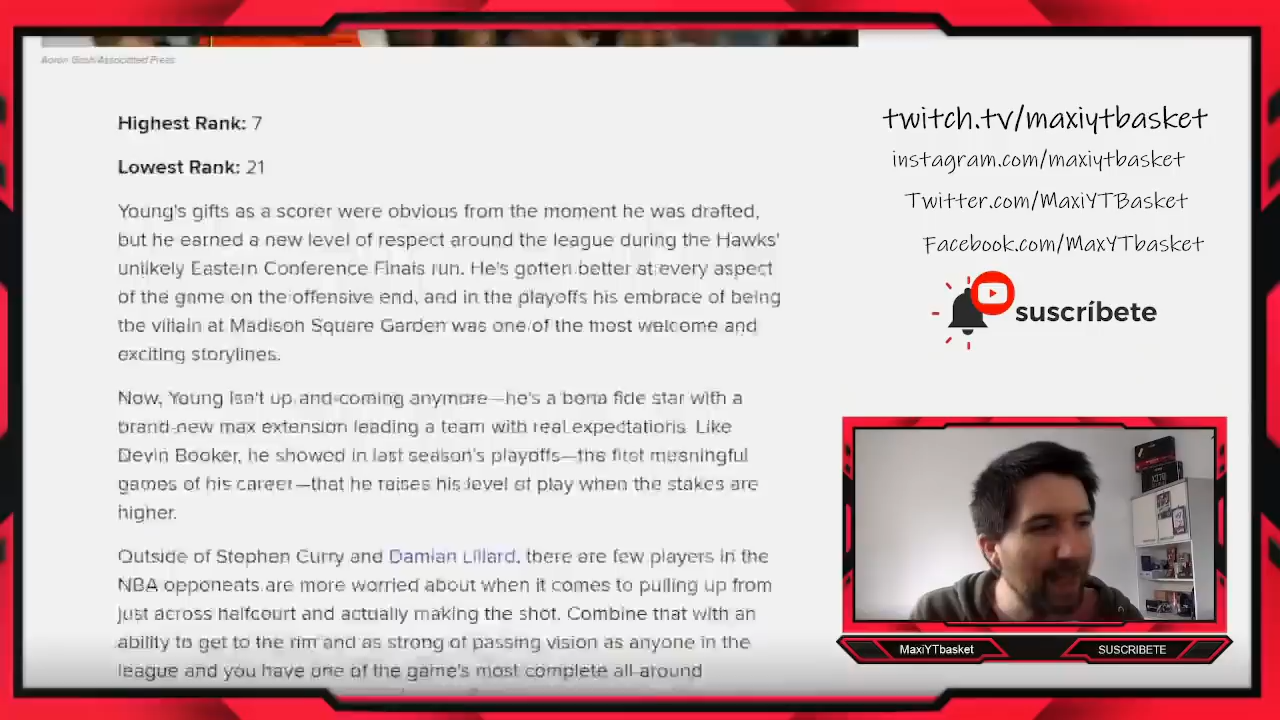 Aaron Gash/Associated Press
Highest Rank: 7
Lowest Rank: 21
Young's gifts as a scorer were obvious from the moment he was drafted,
but he earned a new level of respect around the league during the Hawks'
unlikely Eastern Conference Finals run. He's gotten better at every aspect
of the game on the offensive end, and in the playoffs his embrace of being
the villain at Madison Square Garden was one of the most welcome and
exciting storylines.
Now, Young isn't up and-coming anymore—he's a bona fide star with a
brand-new max extension leading a team with real expectations. Like
Devin Booker, he showed in last season's playoffs—the first meaningful
games of his career—that he raises his level of play when the stakes are
higher.
Outside of Stephen Curry and Damian Lillard, there are few players in the
NBA opponents are more worried about when it comes to pulling up from
just across halfcourt and actually making the shot. Combine that with an
ability to get to the rim and as strong of passing vision as anyone in the
league and you have one of the game's most complete all-around
twitch.tv/maxiytbasket
instagram.com/maxiytbasket
Twitter.com/MaxiYTBasket
Facebook.com/MaxYTbasket
suscríbete
MaxiYTbasket
SUSCRIBETE